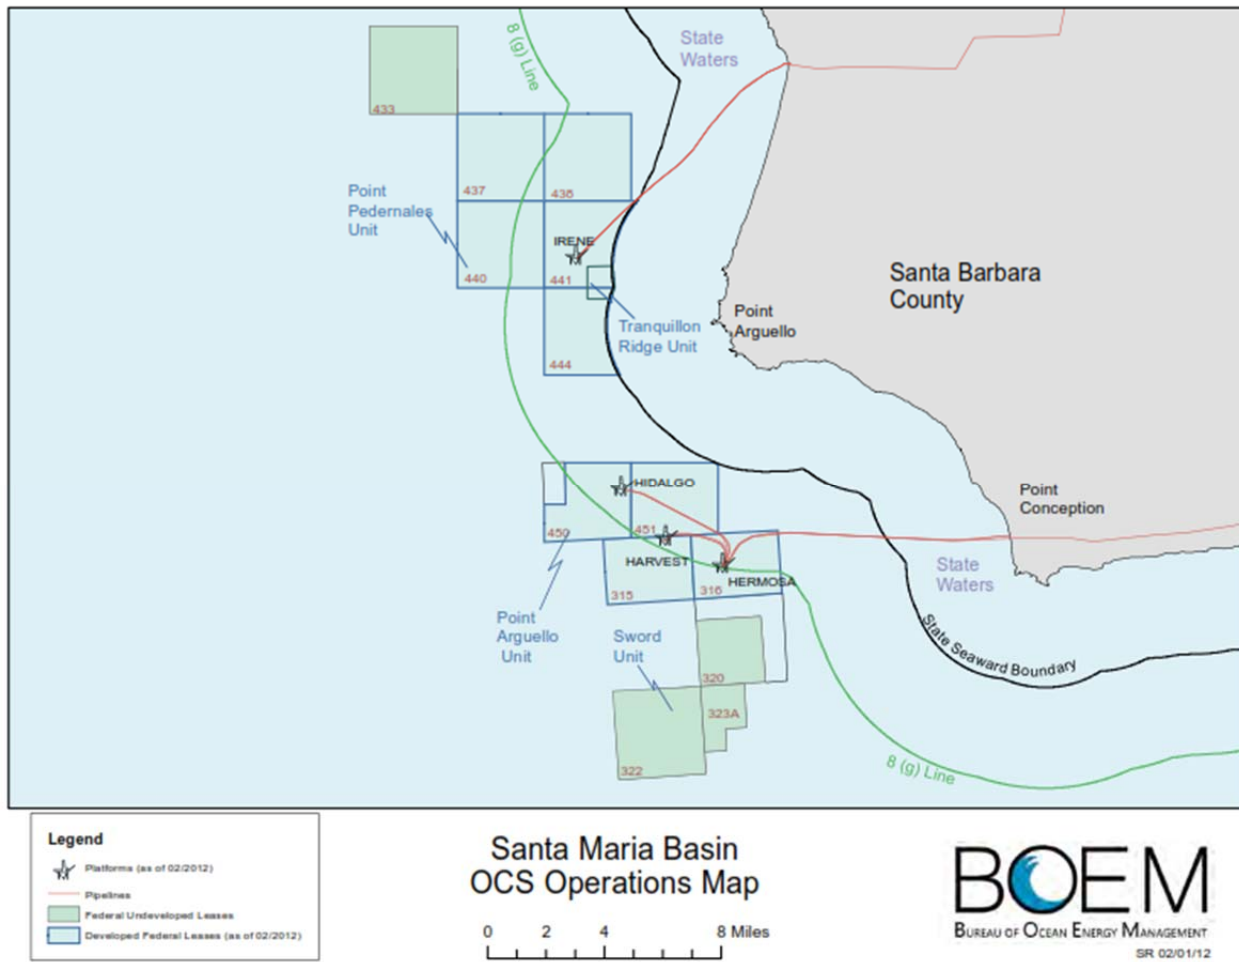 8 (g) Line
State
Waters
433
437
438
Point
Pedernales
Unit
IRENE
440
441
Santa Barbara
County
Point
Arguello
Tranquillon
Ridge Unit
444
HIDALGO
Point
Conception
450
451
HARVEST
HERMOSA
State
Waters
315
316
Point
Arguello
Unit
Sword
Unit
State Seaward Boundary
320
323A
322
8 (g) Line
Legend
Platforms (as of 02/2012)
Pipelines
Federal Undeveloped Leases
Developed Federal Leases (as of 02/2012)
Santa Maria Basin
OCS Operations Map
0 2 4 8 Miles
BOEM
BUREAU OF OCEAN ENERGY MANAGEMENT
SR 02/01/12